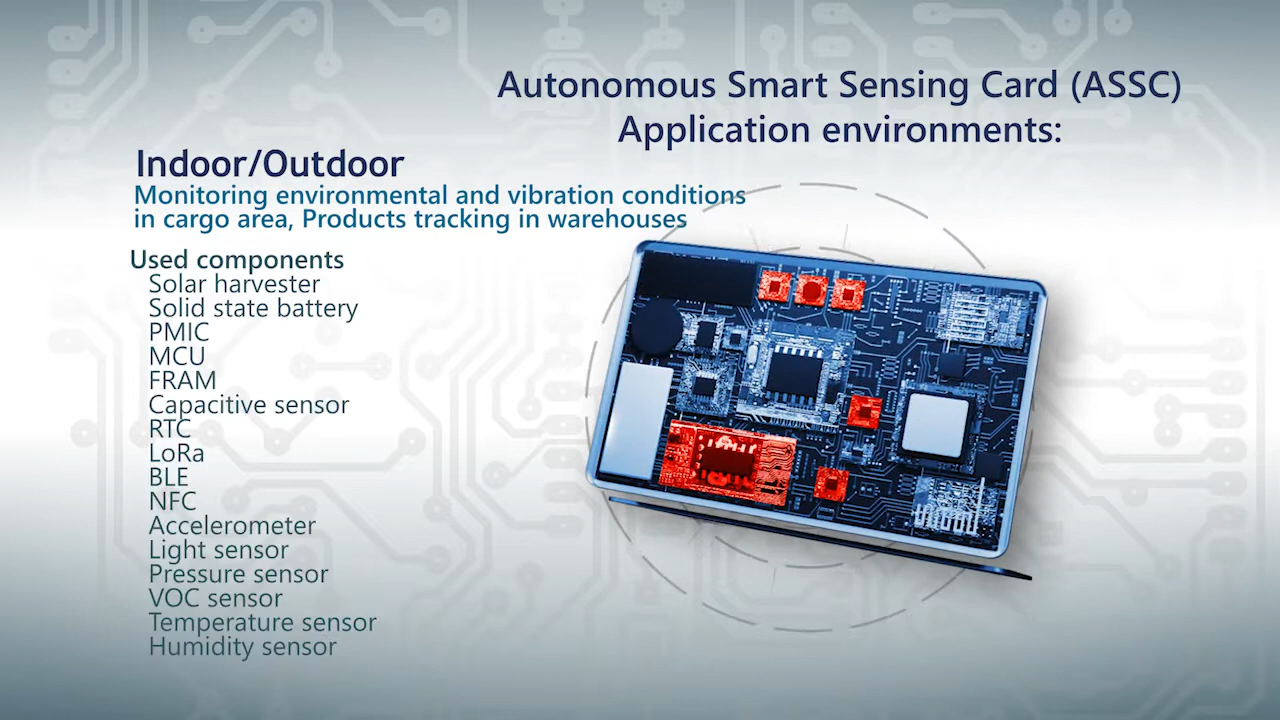 Autonomous Smart Sensing Card (ASSC)
Application environments:
Indoor/Outdoor
Monitoring environmental and vibration conditions
in cargo area, Products tracking in warehouses
Used components
Solar harvester
Solid state battery
PMIC
MCU
FRAM
Capacitive sensor
RTC
LoRa
BLE
NFC
Accelerometer
Light sensor
Pressure sensor
VOC sensor
Temperature sensor
Humidity sensor